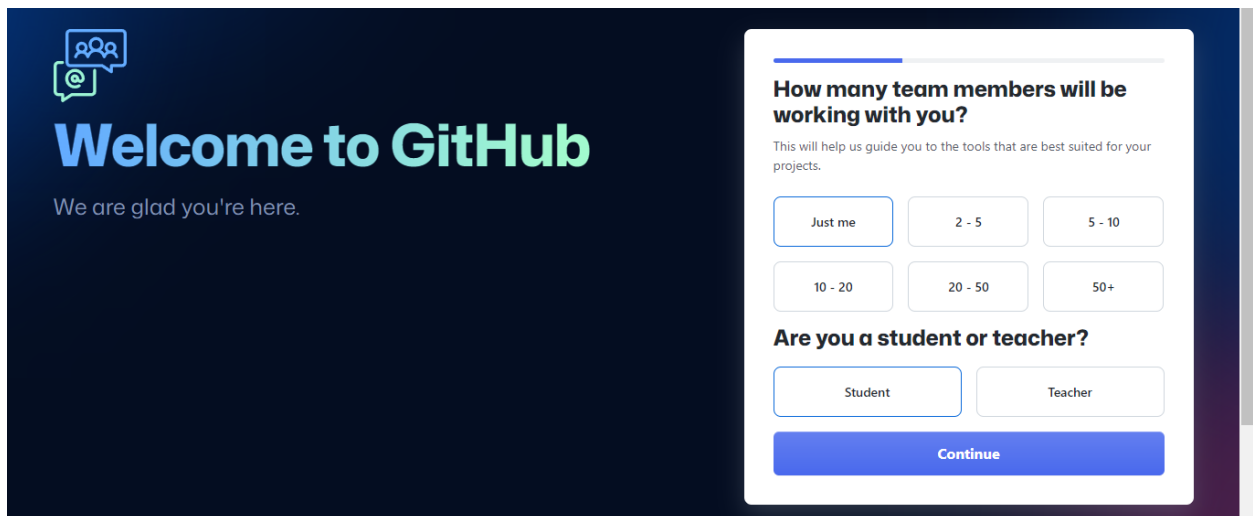 @
Welcome to GitHub
We are glad you're here.
How many team members will be
working with you?
This will help us guide you to the tools that are best suited for your
projects.
Just me
2 - 5
5 - 10
10 - 20
20 - 50
50+
Are you a student or teacher?
Student
Teacher
Continue